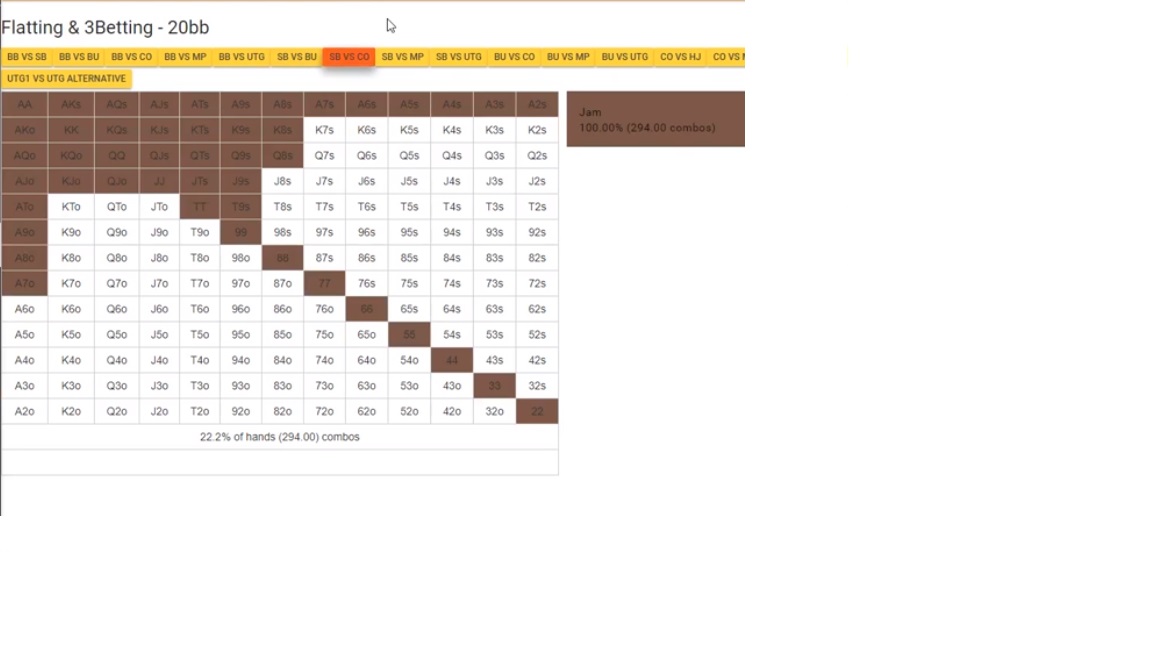 Flatting & 3Betting - 20bb
BB VS SB BB VS BU BB VS CO BB VS MP BB VS UTG SB VS BU SB VS CO SB VS MP SB VS UTG BU VS CO BU VS MP BU VS UTG CO VS HJ CO VS
UTG1 VS UTG ALTERNATIVE
AA AKs AQs AJs ATs A9s A8s A7s A6s A5s A4s A3s A2s
Jam
100.00% (294.00 combos)
AKo KK KQs KJs KTs K9s K8s K7s K6s K5s K4s K3s K2s
AQo KQo QQ QJs QTs Q9s Q8s Q7s Q6s Q5s Q4s Q3s Q2s
AJo KJo QJo JJ JTs J9s J8s J7s J6s J5s J4s J3s J2s
ATo KTo QTo JTo TT T9s T8s T7s T6s T5s T4s T3s T2s
A9o K9o Q9o J9o T9o 99 98s 97s 96s 95s 94s 93s 92s
A8o K8o Q8o J8o T8o 98o 88 87s 86s 85s 84s 83s 82s
A7o K7o Q7o J7o T7o 97o 87o 77 76s 75s 74s 73s 72s
A6o K6o Q6o J6o T6o 96o 86o 76o 66 65s 64s 63s 62s
A5o K5o Q5o J5o T5o 95o 85o 75o 65o 55 54s 53s 52s
A4o K4o Q4o J4o T4o 94o 84o 74o 64o 54o 44 43s 42s
A3o K3o Q3o J3o T3o 93o 83o 73o 63o 53o 43o 33 32s
A2o K2o Q2o J2o T2o 92o 82o 72o 62o 52o 42o 32o 22
22.2% of hands (294.00) combos